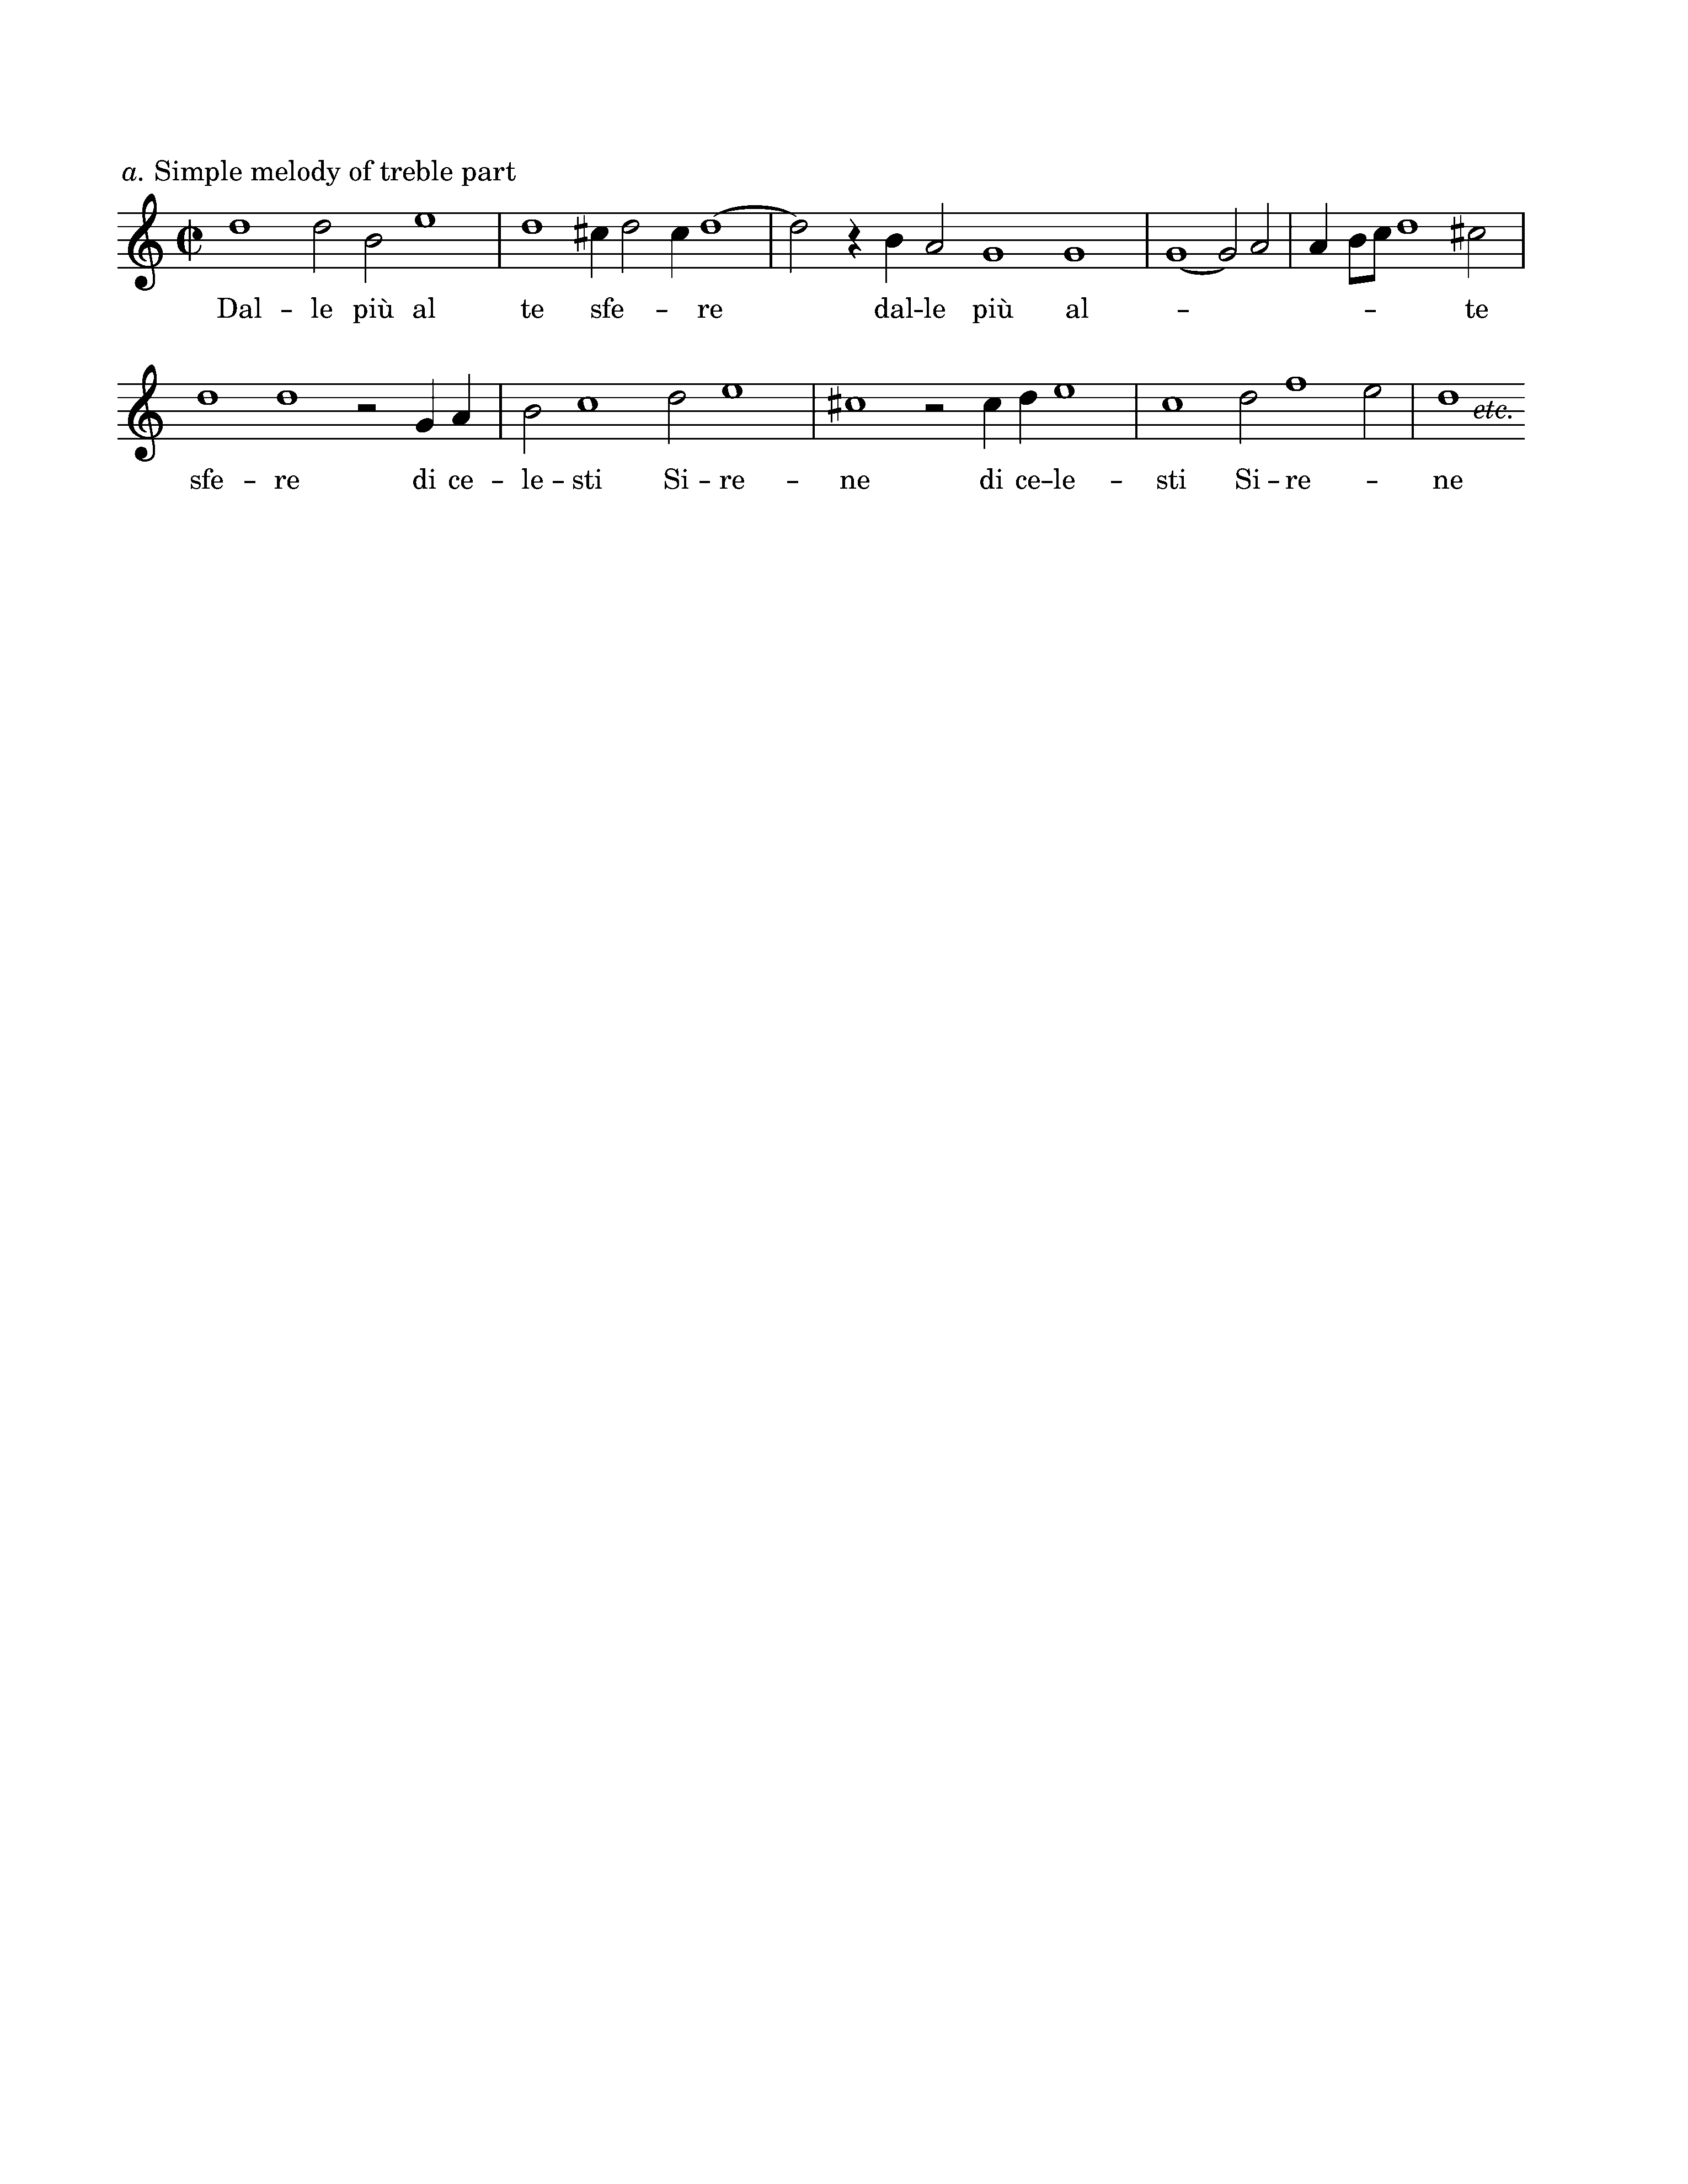 a. Simple melody of treble part
Dal – le più al te sfe – – re dal – le più al – – – te
etc.
sfe – re di ce – le – sti Si – re – ne di ce – le – sti Si – re – ne